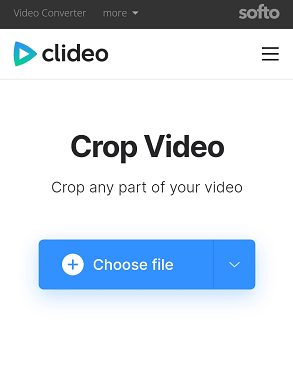 Video Converter more softo
clideo
Crop Video
Crop any part of your video
Choose file